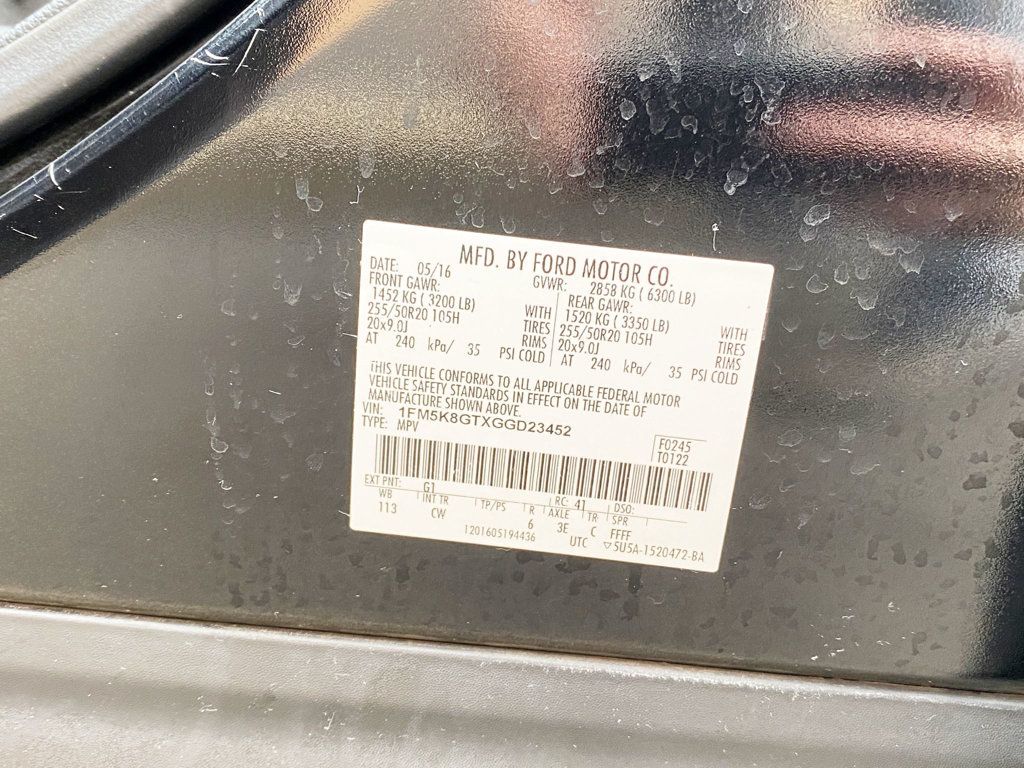 MFD. BY FORD MOTOR CO.
DATE: 05/16 GVWR: 2858 KG ( 6300 LB)
FRONT GAWR: REAR GAWR:
1452 KG ( 3200 LB) WITH 1520 KG ( 3350 LB) WITH
255/50R20 105H TIRES 255/50R20 105H TIRES
20x9.0J RIMS 20x9.0J RIMS
AT 240 kPa/ 35 PSI COLD AT 240 kPa/ 35 PSI COLD
THIS VEHICLE CONFORMS TO ALL APPLICABLE FEDERAL MOTOR
VEHICLE SAFETY STANDARDS IN EFFECT ON THE DATE OF
MANUFACTURE SHOWN ABOVE.
VIN: 1FM5K8GTXGGD23452
TYPE: MPV
F0245
T0122
EXT PNT: G1 RC: 41 DSO:
WB INT TR TP/PS R AXLE TR SPR
113 CW 6 3E C FFFF
1201605194436 UTC ▽5U5A-1520472-BA